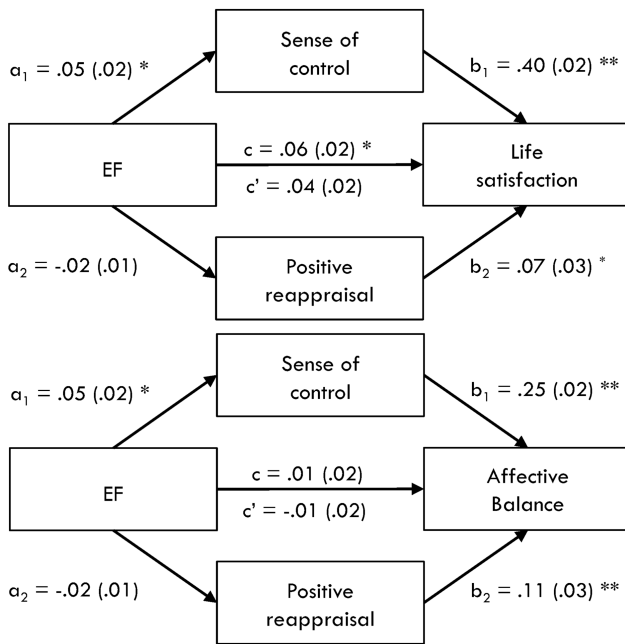 Sense of
control
a₁ = .05 (.02) *
b₁ = .40 (.02) **
EF
c = .06 (.02) *
c' = .04 (.02)
Life
satisfaction
a₂ = -.02 (.01)
Positive
reappraisal
b₂ = .07 (.03) *
Sense of
control
a₁ = .05 (.02) *
b₁ = .25 (.02) **
EF
c = .01 (.02)
c' = -.01 (.02)
Affective
Balance
a₂ = -.02 (.01)
Positive
reappraisal
b₂ = .11 (.03) **